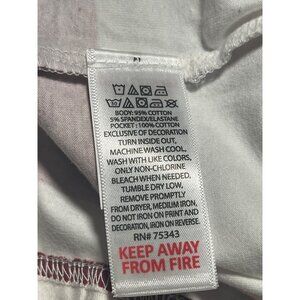 BODY: 95% COTTON
5% SPANDEX/ELASTANE
POCKET: 100% COTTON
EXCLUSIVE OF DECORATION
TURN INSIDE OUT,
MACHINE WASH COOL,
WASH WITH LIKE COLORS,
ONLY NON-CHLORINE
BLEACH WHEN NEEDED,
TUMBLE DRY LOW,
REMOVE PROMPTLY
FROM DRYER, MEDIUM IRON.
DO NOT IRON ON PRINT AND
DECORATION, IRON ON REVERSE.
RN# 75343
KEEP AWAY
FROM FIRE